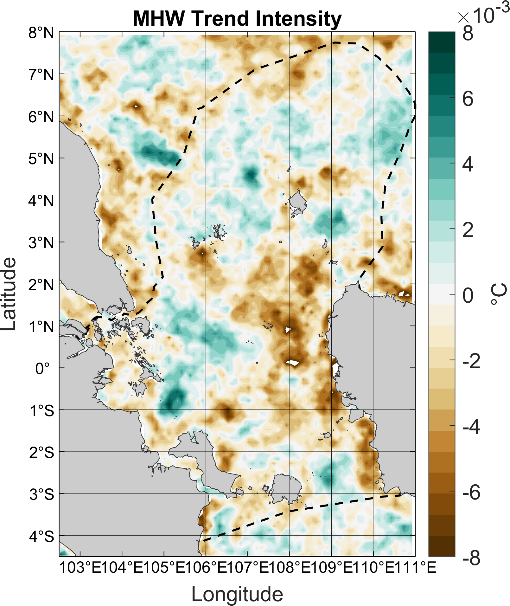 MHW Trend Intensity
×10⁻³
8°N
7°N
6°N
5°N
4°N
3°N
2°N
1°N
0°
1°S
2°S
3°S
4°S
Latitude
103°E104°E105°E106°E107°E108°E109°E110°E111°E
Longitude
8
6
4
2
0
-2
-4
-6
-8
°C